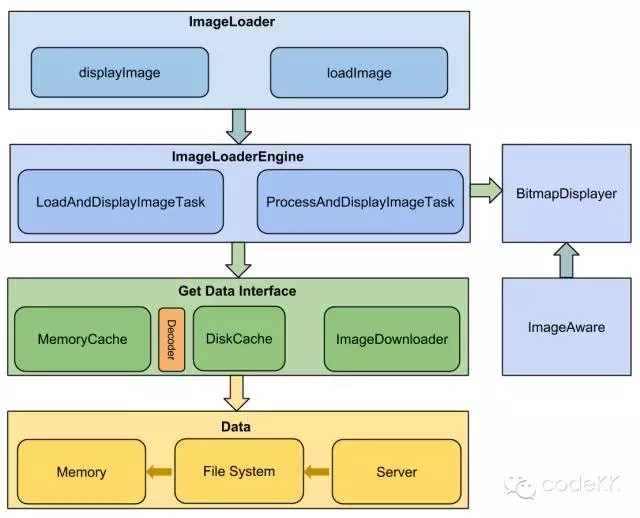 ImageLoader
displayImage
loadImage
ImageLoaderEngine
LoadAndDisplayImageTask
ProcessAndDisplayImageTask
BitmapDisplayer
Get Data Interface
MemoryCache
Decoder
DiskCache
ImageDownloader
ImageAware
Data
Memory
File System
Server
codeKK